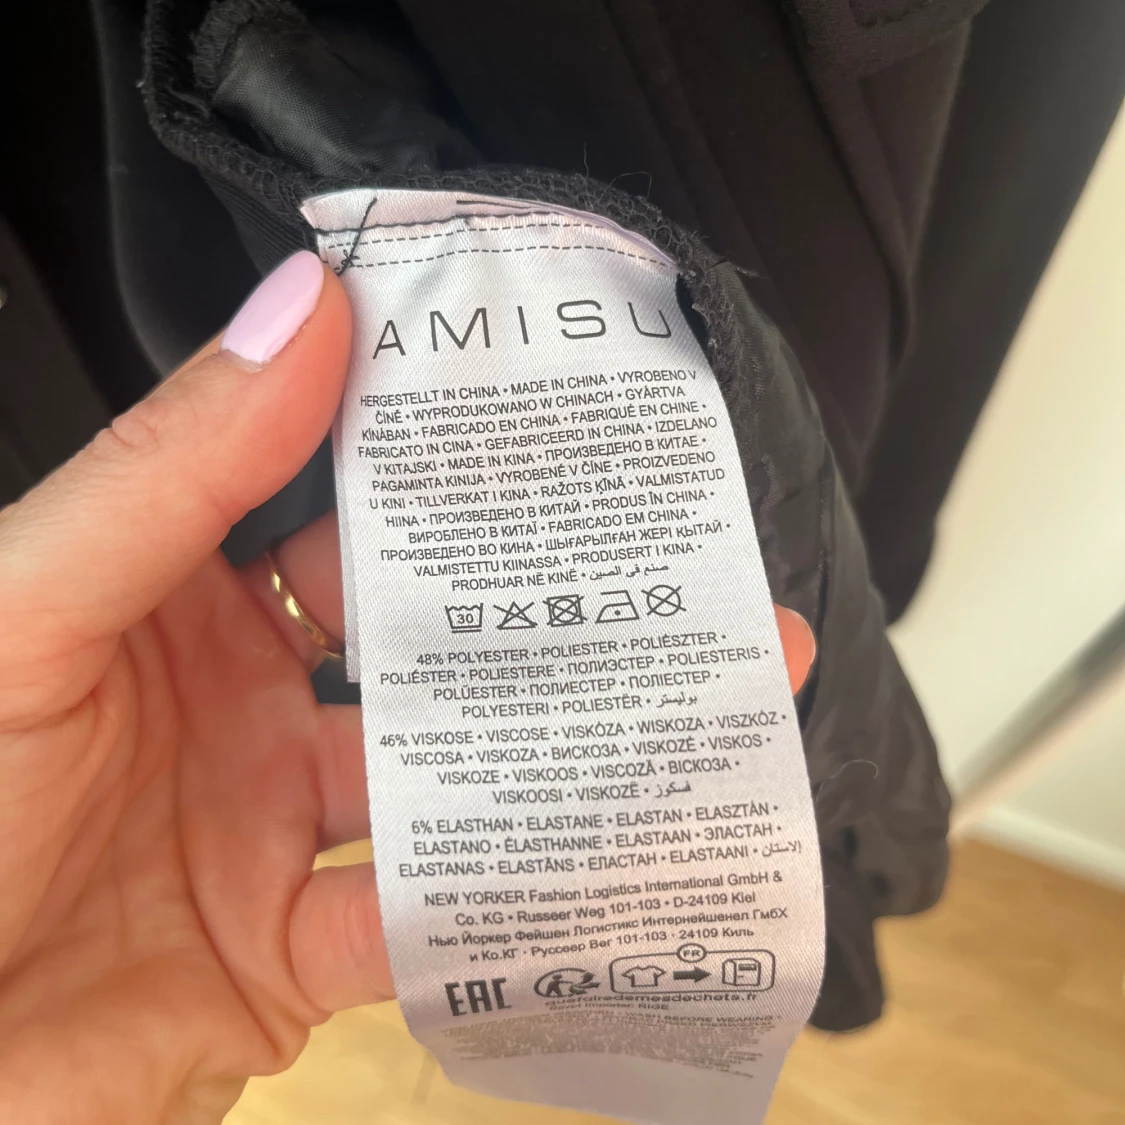 AMISU
HERGESTELLT IN CHINA • MADE IN CHINA • VYROBENO V
ČÍNĚ • WYPRODUKOWANO W CHINACH • GYÁRTVA
KÍNÁBAN • FABRICADO EN CHINA • FABRIQUÉ EN CHINE •
FABRICATO IN CINA • GEFABRICEERD IN CHINA • IZDELANO
V KITAJSKI • MADE IN KINA • ПРОИЗВЕДЕНО В КИТАЕ •
PAGAMINTA KINIJA • VYROBENÉ V ČÍNE • PROIZVEDENO
U KINI • TILLVERKAT I KINA • RAŽOTS ĶĪNĀ • VALMISTATUD
HIINA • ПРОИЗВЕДЕНО В КИТАЙ • PRODUS ÎN CHINA •
ВИРОБЛЕНО В КИТАЇ • FABRICADO EM CHINA •
ПРОИЗВЕДЕНО ВО КИНА • ШЫҒАРЫЛҒАН ЖЕРІ ҚЫТАЙ •
VALMISTETTU KIINASSA • PRODUSERT I KINA •
PRODHUAR NË KINË • صنع في الصين
30
48% POLYESTER • POLIESTER • POLIÉSZTER •
POLIÉSTER • POLIESTERE • ПОЛИЭСТЕР • POLIESTERIS •
POLÜESTER • ПОЛИЕСТЕР • ПОЛІЕСТЕР •
POLYESTERI • POLIESTËR • بوليستر
46% VISKOSE • VISCOSE • VISKÓZA • WISKOZA • VISZKÓZ •
VISCOSA • VISKOZA • ВИСКОЗА • VISKOZĖ • VISKOS •
VISKOZE • VISKOOS • VISCOZĂ • ВІСКОЗА •
VISKOOSI • VISKOZË • فسكوز
6% ELASTHAN • ELASTANE • ELASTAN • ELASZTÁN •
ELASTANO • ÉLASTHANNE • ELASTAAN • ЭЛАСТАН •
ELASTANAS • ELASTĀNS • ЕЛАСТАН • ELASTAANI • الاستان
NEW YORKER Fashion Logistics International GmbH &
Co. KG • Russeer Weg 101-103 • D-24109 Kiel
Нью Йоркер Фейшен Логистикс Интернейшенел ГмбХ
и Ко.КГ • Руссеер Вег 101-103 • 24109 Киль
EAC
FR
quefairedemesdechets.fr
WASH BEFORE WEARING •